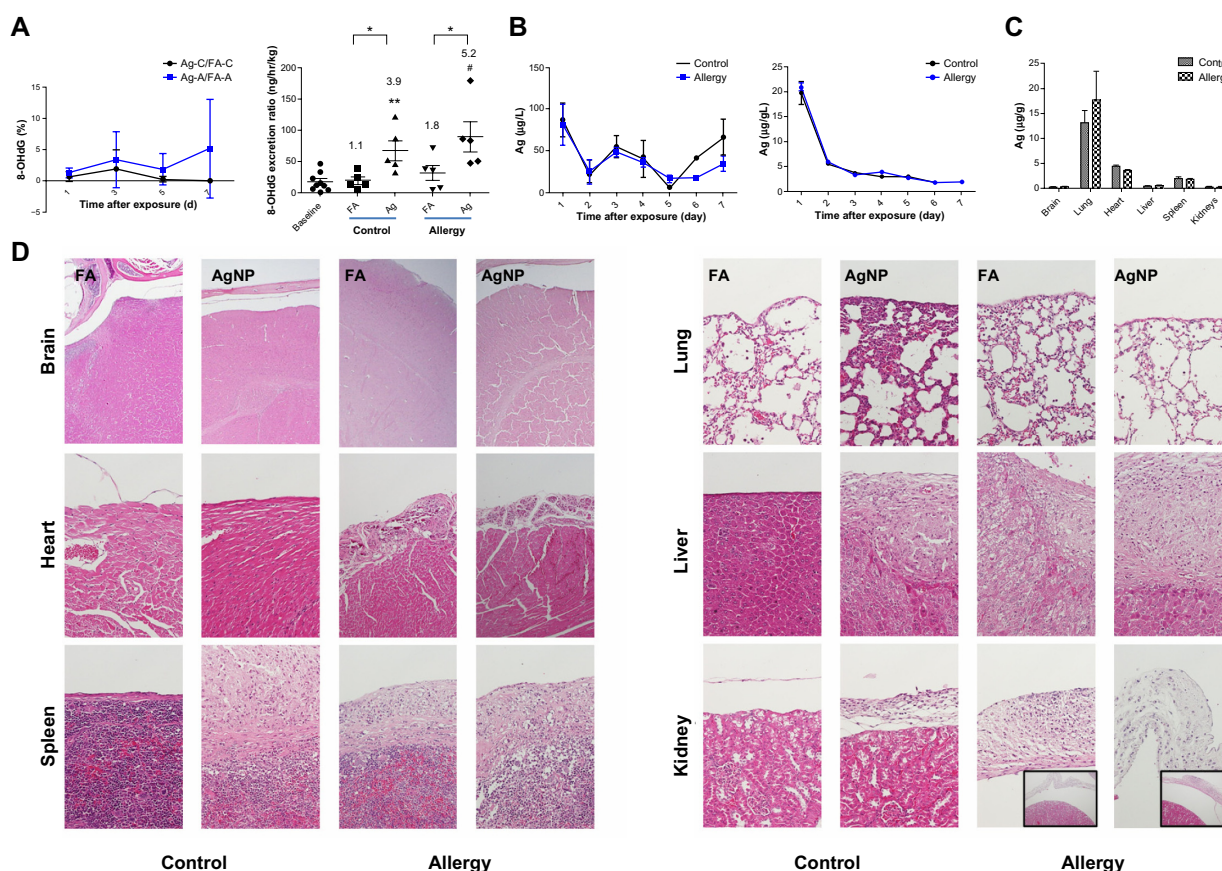 A
Ag-C/FA-C
Ag-A/FA-A
8-OHdG (%)
15
10
5
0
−5
1
3
5
7
Time after exposure (d)
8-OHdG excretion ratio (ng/hr/kg)
200
150
100
50
0
*
*
1.1
3.9
**
1.8
5.2
#
Baseline
FA
Ag
FA
Ag
Control
Allergy
B
Control
Allergy
Ag (µg/L)
150
100
50
0
1 2 3 4 5 6 7
Time after exposure (day)
Control
Allergy
Ag (µg/gL)
25
20
15
10
5
0
1 2 3 4 5 6 7
Time after exposure (day)
C
Ag (µg/g)
25
20
15
10
5
0
Brain
Lung
Heart
Liver
Spleen
Kidneys
Cont
Aller
D
FA AgNP FA AgNP
Brain
Heart
Spleen
Control Allergy
FA AgNP FA AgNP
Lung
Liver
Kidney
Control Allergy